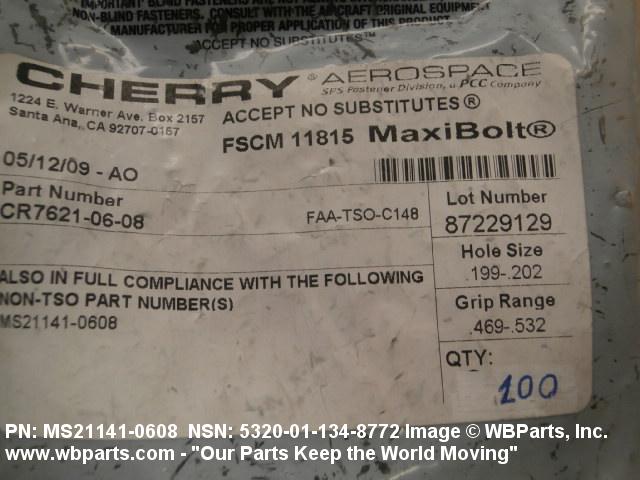 IMPORTANT BLIND FASTENERS ARE
NON-BLIND FASTENERS. CONSULT WITH THE AIRCRAFT ORIGINAL EQUIPMENT
MANUFACTURER FOR PROPER APPLICATION OF THIS PRODUCT.
ACCEPT NO SUBSTITUTES™
CHERRY® AEROSPACE
SPS Fastener Division, a PCC Company
1224 E. Warner Ave. Box 2157
Santa Ana, CA 92707-0157
ACCEPT NO SUBSTITUTES®
FSCM 11815 MaxiBolt®
05/12/09 - AO
Part Number
CR7621-06-08
FAA-TSO-C148
Lot Number
87229129
Hole Size
.199-.202
ALSO IN FULL COMPLIANCE WITH THE FOLLOWING
NON-TSO PART NUMBER(S)
MS21141-0608
Grip Range
.469-.532
QTY:
100
PN: MS21141-0608 NSN: 5320-01-134-8772 Image © WBParts, Inc.
www.wbparts.com - "Our Parts Keep the World Moving"